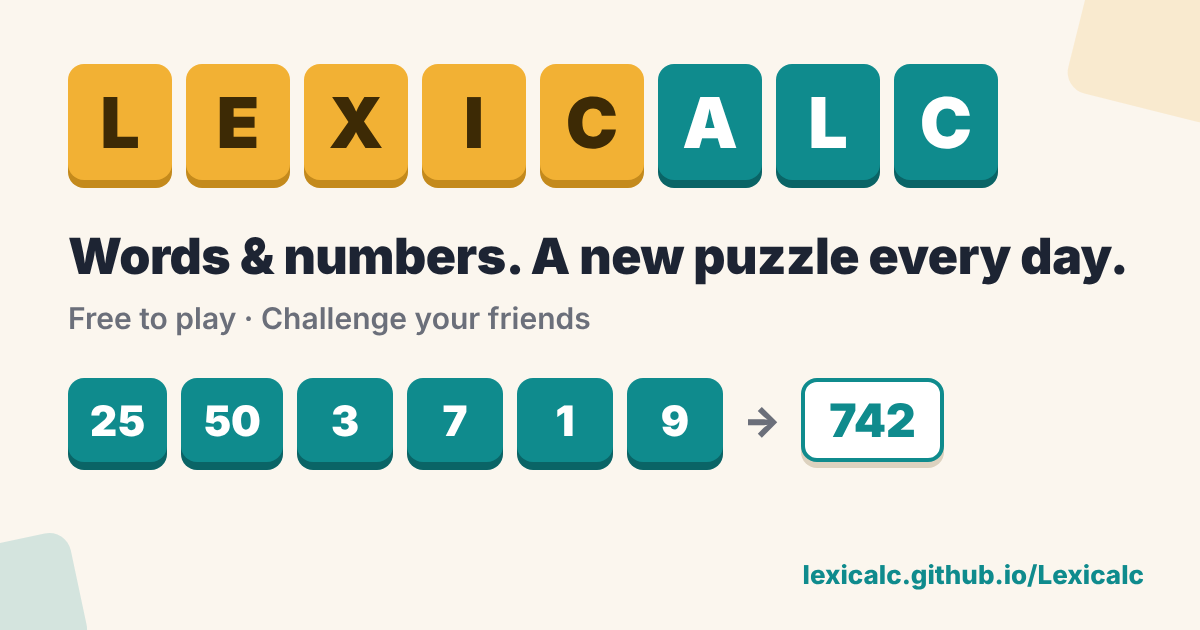 LEXICALC
Words & numbers. A new puzzle every day.
Free to play · Challenge your friends
25 50 3 7 1 9 → 742
lexicalc.github.io/Lexicalc